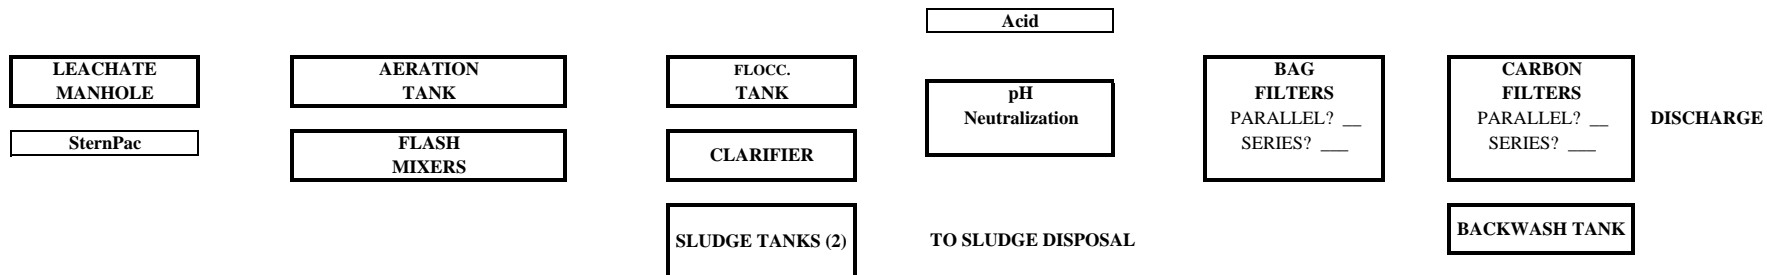 Acid
LEACHATE
MANHOLE
SternPac
AERATION
TANK
FLASH
MIXERS
FLOCC.
TANK
CLARIFIER
SLUDGE TANKS (2)
pH
Neutralization
TO SLUDGE DISPOSAL
BAG
FILTERS
PARALLEL? __
SERIES? ___
CARBON
FILTERS
PARALLEL? __
SERIES? ___
BACKWASH TANK
DISCHARGE